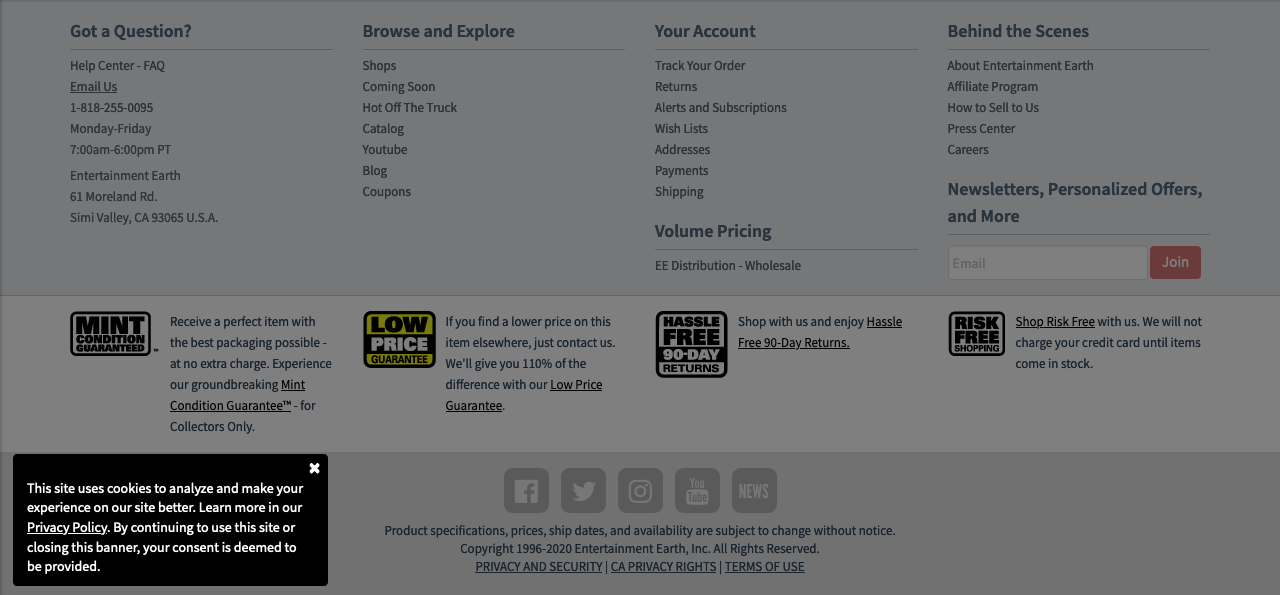 Got a Question?
Help Center - FAQ
Email Us
1-818-255-0095
Monday-Friday
7:00am-6:00pm PT
Entertainment Earth
61 Moreland Rd.
Simi Valley, CA 93065 U.S.A.
Browse and Explore
Shops
Coming Soon
Hot Off The Truck
Catalog
Youtube
Blog
Coupons
Your Account
Track Your Order
Returns
Alerts and Subscriptions
Wish Lists
Addresses
Payments
Shipping
Volume Pricing
EE Distribution - Wholesale
Behind the Scenes
About Entertainment Earth
Affiliate Program
How to Sell to Us
Press Center
Careers
Newsletters, Personalized Offers,
and More
Email
Join
MINT
CONDITION
GUARANTEED
™
Receive a perfect item with
the best packaging possible -
at no extra charge. Experience
our groundbreaking Mint
Condition Guarantee™ - for
Collectors Only.
LOW
PRICE
GUARANTEE
If you find a lower price on this
item elsewhere, just contact us.
We'll give you 110% of the
difference with our Low Price
Guarantee.
HASSLE
FREE
90-DAY
RETURNS
Shop with us and enjoy Hassle
Free 90-Day Returns.
RISK
FREE
SHOPPING
Shop Risk Free with us. We will not
charge your credit card until items
come in stock.
This site uses cookies to analyze and make your
experience on our site better. Learn more in our
Privacy Policy. By continuing to use this site or
closing this banner, your consent is deemed to
be provided.
You
Tube
NEWS
Product specifications, prices, ship dates, and availability are subject to change without notice.
Copyright 1996-2020 Entertainment Earth, Inc. All Rights Reserved.
PRIVACY AND SECURITY | CA PRIVACY RIGHTS | TERMS OF USE